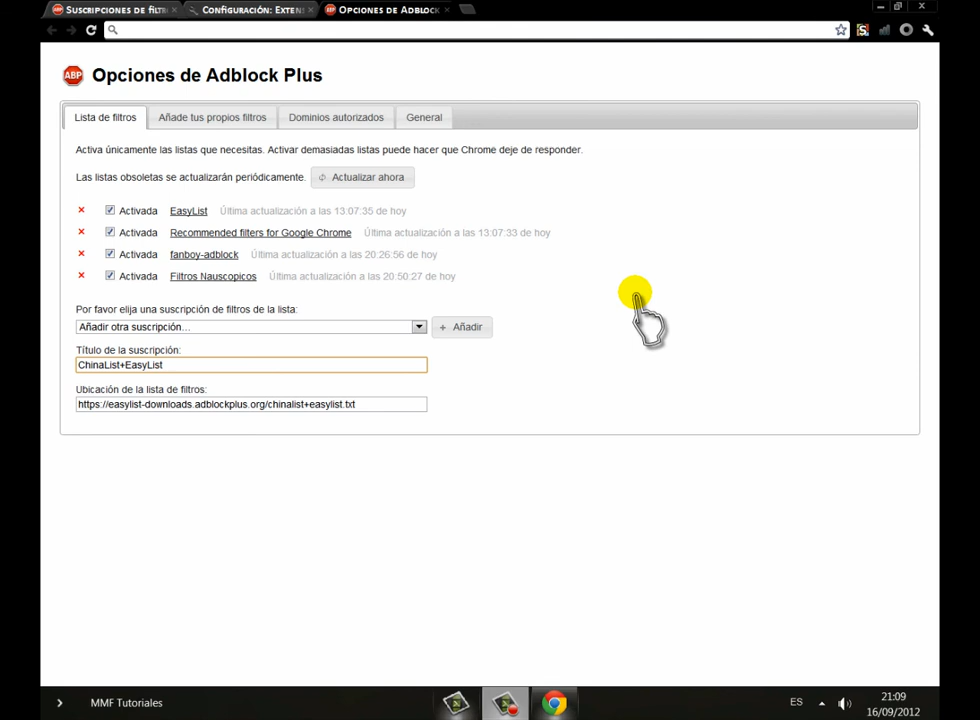 Suscripciones de filtr
Configuración: Exten
Opciones de Adblock
ABP Opciones de Adblock Plus
Lista de filtros
Añade tus propios filtros
Dominios autorizados
General
Activa únicamente las listas que necesitas. Activar demasiadas listas puede hacer que Chrome deje de responder.
Las listas obsoletas se actualizarán periódicamente. Actualizar ahora
Activada EasyList Última actualización a las 13:07:35 de hoy
Activada Recommended filters for Google Chrome Última actualización a las 13:07:33 de hoy
Activada fanboy-adblock Última actualización a las 20:26:56 de hoy
Activada Filtros Nauscopicos Última actualización a las 20:50:27 de hoy
Por favor elija una suscripción de filtros de la lista:
Añadir otra suscripción... + Añadir
Título de la suscripción:
ChinaList+EasyList
Ubicación de la lista de filtros:
https://easylist-downloads.adblockplus.org/chinalist+easylist.txt
MMF Tutoriales
ES
21:09
16/09/2012